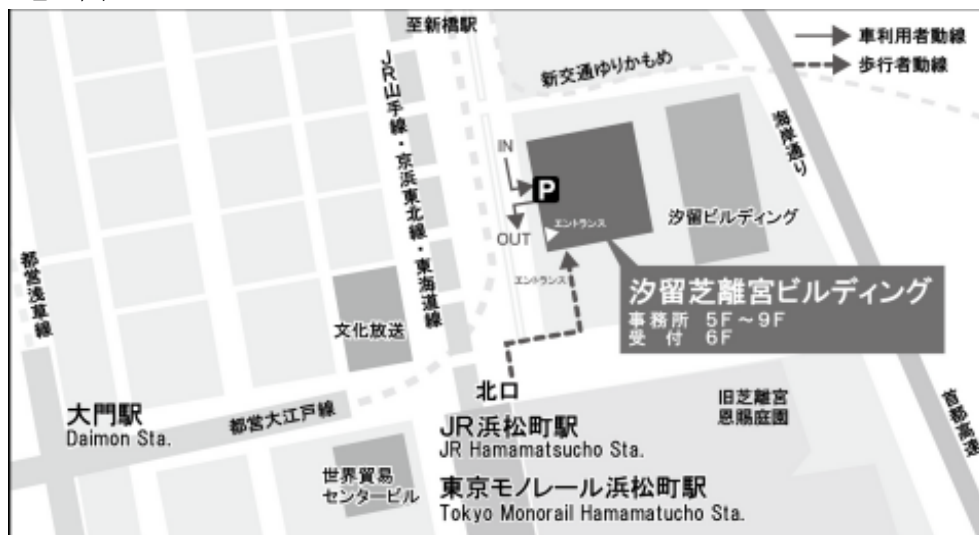 至新橋駅
車利用者動線
歩行者動線
JR山手線・京浜東北線・東海道線
新交通ゆりかもめ
海岸通り
IN
P
OUT
エントランス
エントランス
汐留ビルディング
汐留芝離宮ビルディング
事務所 5F~9F
受付 6F
都営浅草線
文化放送
大門駅
Daimon Sta.
都営大江戸線
北口
旧芝離宮
恩賜庭園
首都高速
JR浜松町駅
JR Hamamatsucho Sta.
世界貿易
センタービル
東京モノレール浜松町駅
Tokyo Monorail Hamamatucho Sta.